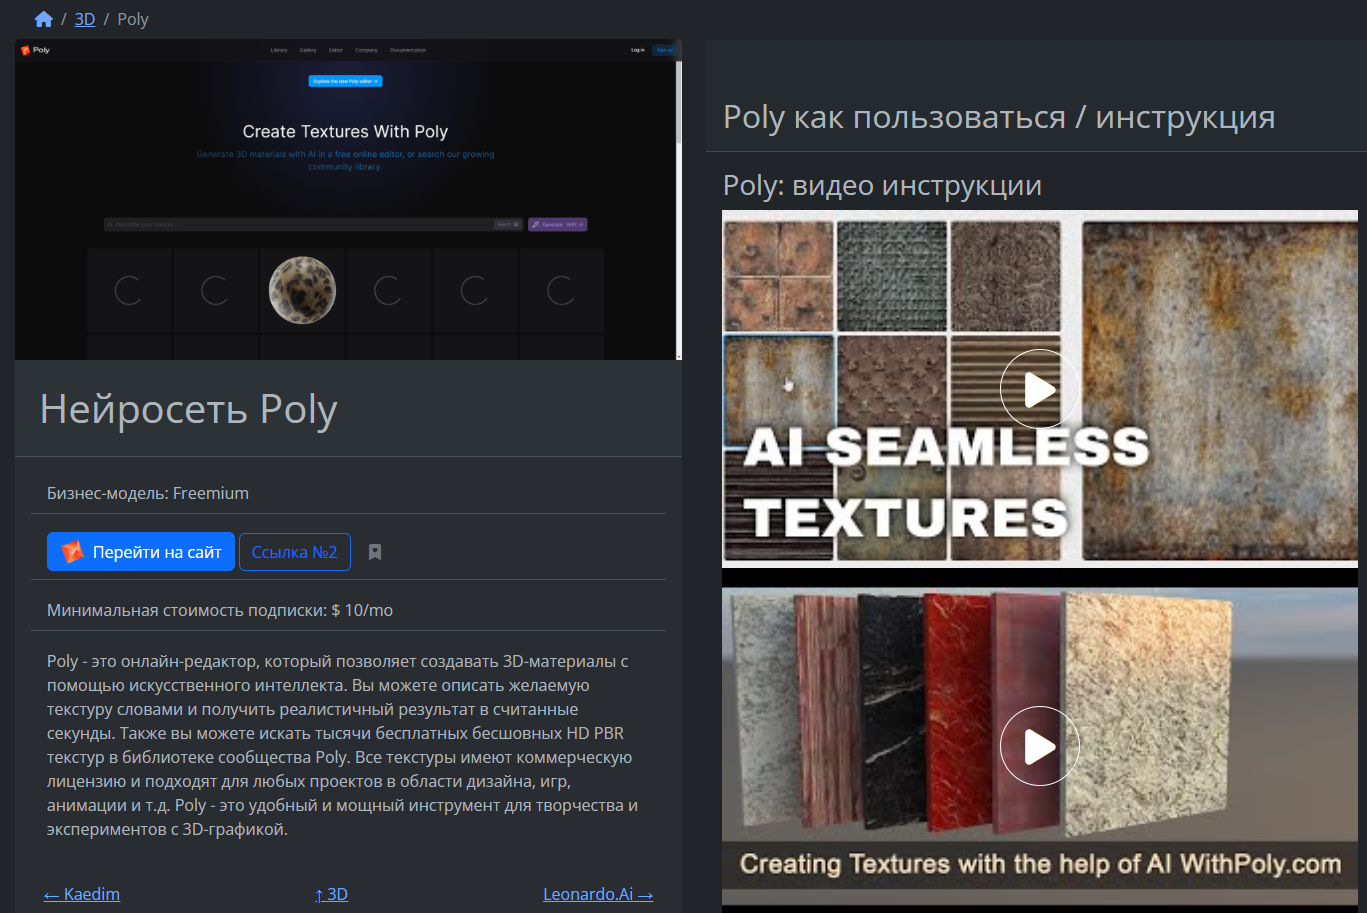 / 3D / Poly
Poly
Library Gallery Editor Company Documentation
Log in Sign up
Explore the new Poly editor →
Create Textures With Poly
Generate 3D materials with AI in a free online editor, or search our growing
community library.
Describe your texture...
Search
Generate
Нейросеть Poly
Бизнес-модель: Freemium
Перейти на сайт Ссылка №2
Минимальная стоимость подписки: $ 10/mo
Poly - это онлайн-редактор, который позволяет создавать 3D-материалы с
помощью искусственного интеллекта. Вы можете описать желаемую
текстуру словами и получить реалистичный результат в считанные
секунды. Также вы можете искать тысячи бесплатных бесшовных HD PBR
текстур в библиотеке сообщества Poly. Все текстуры имеют коммерческую
лицензию и подходят для любых проектов в области дизайна, игр,
анимации и т.д. Poly - это удобный и мощный инструмент для творчества и
экспериментов с 3D-графикой.
← Kaedim ↑ 3D Leonardo.Ai →
Poly как пользоваться / инструкция
Poly: видео инструкции
AI SEAMLESS
TEXTURES
Creating Textures with the help of AI WithPoly.com